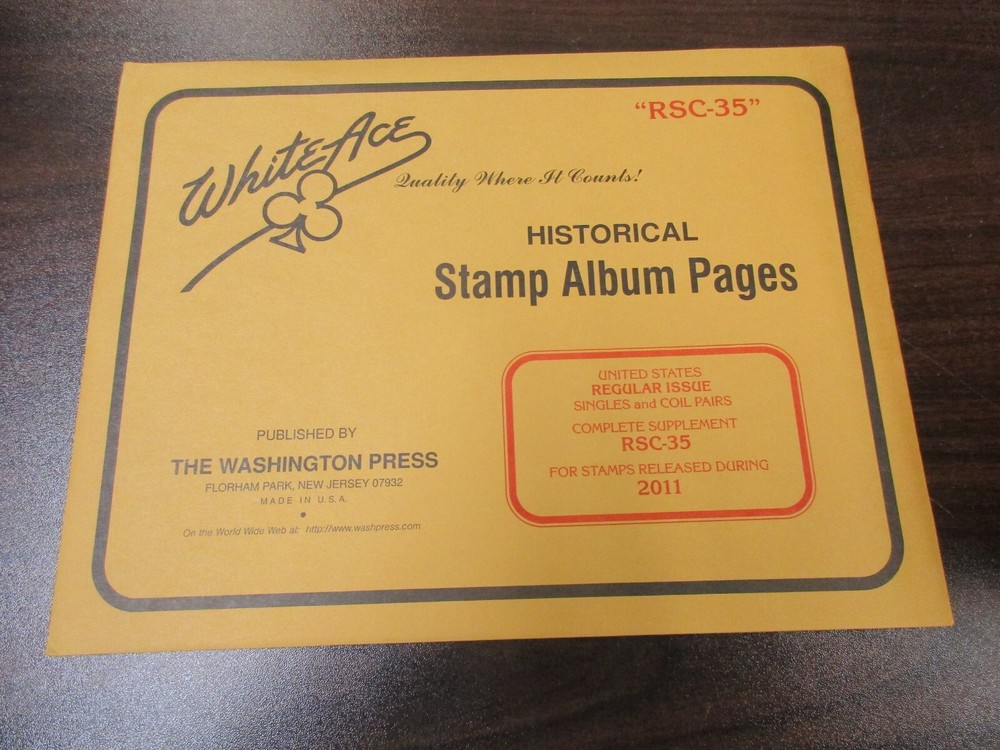 "RSC-35"
White Ace
Quality Where It Counts!
HISTORICAL
Stamp Album Pages
UNITED STATES
REGULAR ISSUE
SINGLES and COIL PAIRS
COMPLETE SUPPLEMENT
RSC-35
FOR STAMPS RELEASED DURING
2011
PUBLISHED BY
THE WASHINGTON PRESS
FLORHAM PARK, NEW JERSEY 07932
MADE IN U.S.A.
On the World Wide Web at: http://www.washpress.com